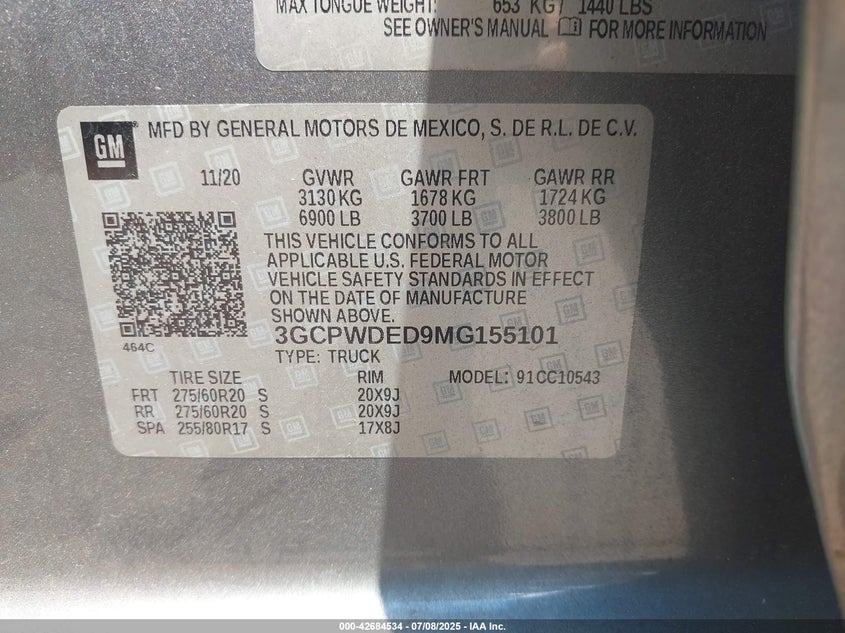 MAX TONGUE WEIGHT: 653 KG / 1440 LBS
SEE OWNER'S MANUAL FOR MORE INFORMATION
GM MFD BY GENERAL MOTORS DE MEXICO, S. DE R.L. DE C.V.
11/20 GVWR GAWR FRT GAWR RR
3130 KG 1678 KG 1724 KG
6900 LB 3700 LB 3800 LB
THIS VEHICLE CONFORMS TO ALL
APPLICABLE U.S. FEDERAL MOTOR
VEHICLE SAFETY STANDARDS IN EFFECT
ON THE DATE OF MANUFACTURE
SHOWN ABOVE.
464C
3GCPWDED9MG155101
TYPE: TRUCK
TIRE SIZE RIM MODEL: 91CC10543
FRT 275/60R20 S 20X9J
RR 275/60R20 S 20X9J
SPA 255/80R17 S 17X8J
000-42684534 - 07/08/2025 - IAA Inc.